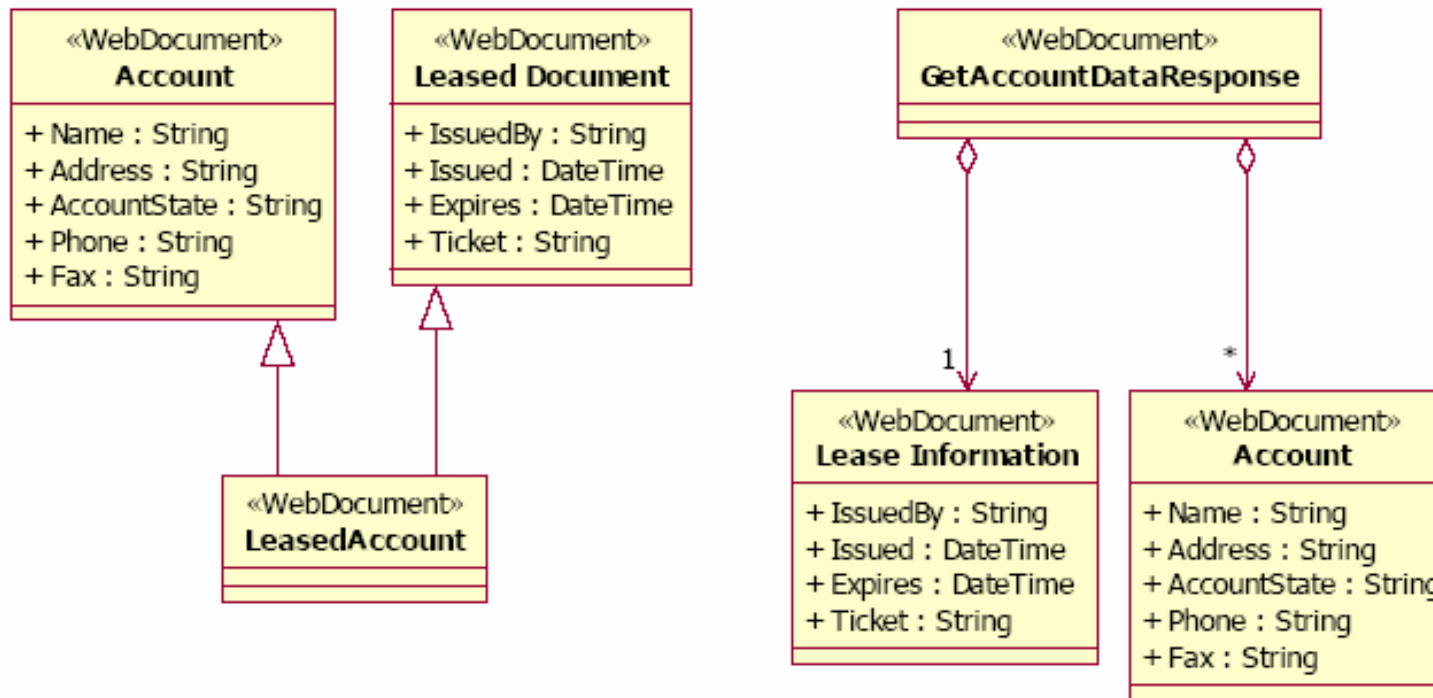 «WebDocument»
Account
+ Name : String
+ Address : String
+ AccountState : String
+ Phone : String
+ Fax : String
«WebDocument»
Leased Document
+ IssuedBy : String
+ Issued : DateTime
+ Expires : DateTime
+ Ticket : String
«WebDocument»
LeasedAccount
«WebDocument»
GetAccountDataResponse
1
*
«WebDocument»
Lease Information
+ IssuedBy : String
+ Issued : DateTime
+ Expires : DateTime
+ Ticket : String
«WebDocument»
Account
+ Name : String
+ Address : String
+ AccountState : String
+ Phone : String
+ Fax : String